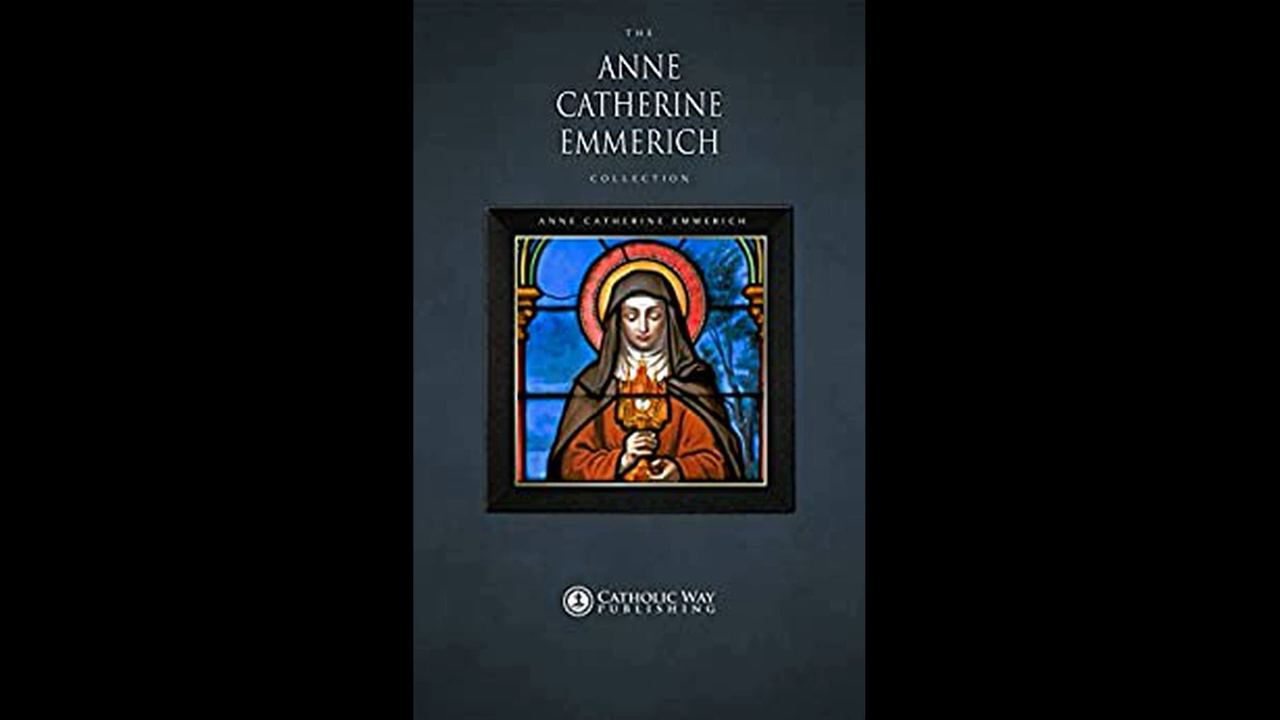 THE
ANNE
CATHERINE
EMMERICH
COLLECTION
ANNE CATHERINE EMMERICH
CATHOLIC WAY
PUBLISHING